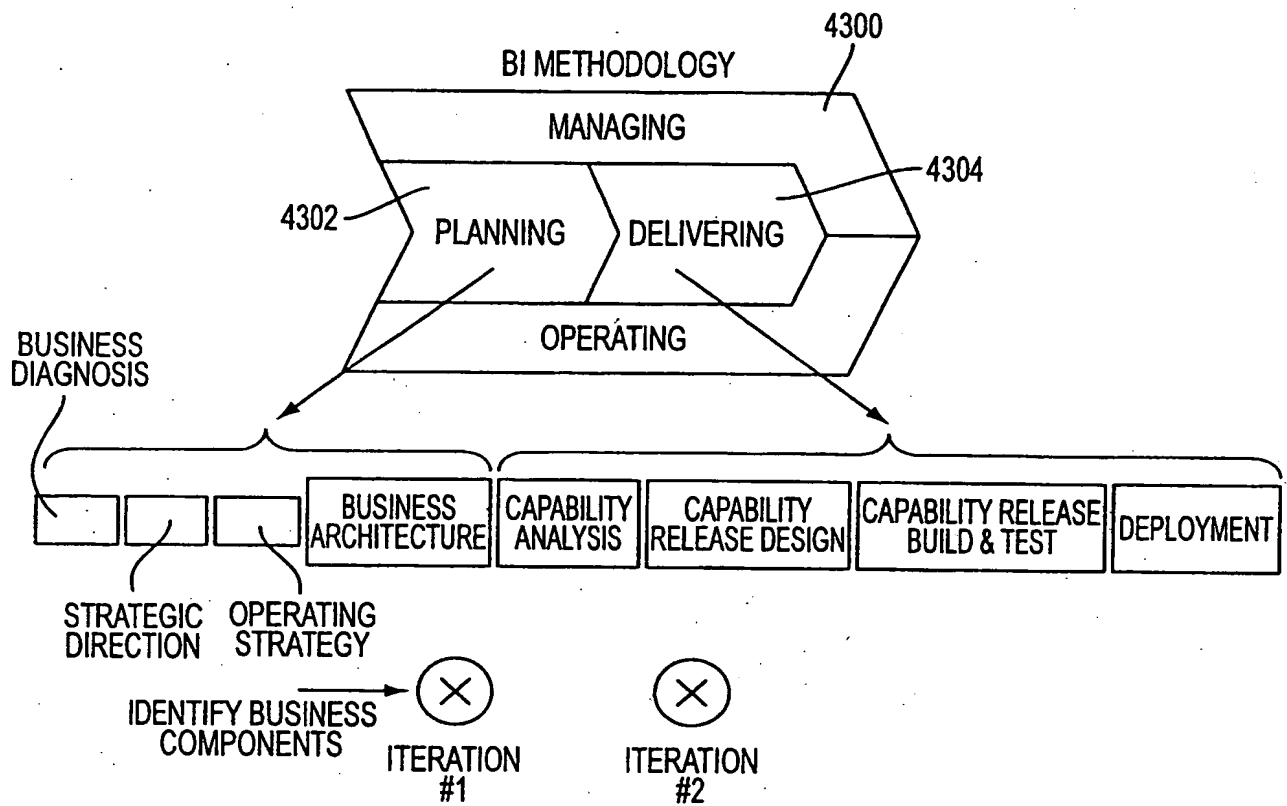 4300
BI METHODOLOGY
MANAGING
4304
4302
PLANNING
DELIVERING
OPERATING
BUSINESS
DIAGNOSIS
BUSINESS
ARCHITECTURE
CAPABILITY
ANALYSIS
CAPABILITY
RELEASE DESIGN
CAPABILITY RELEASE
BUILD & TEST
DEPLOYMENT
STRATEGIC
DIRECTION
OPERATING
STRATEGY
IDENTIFY BUSINESS
COMPONENTS
ITERATION
#1
ITERATION
#2